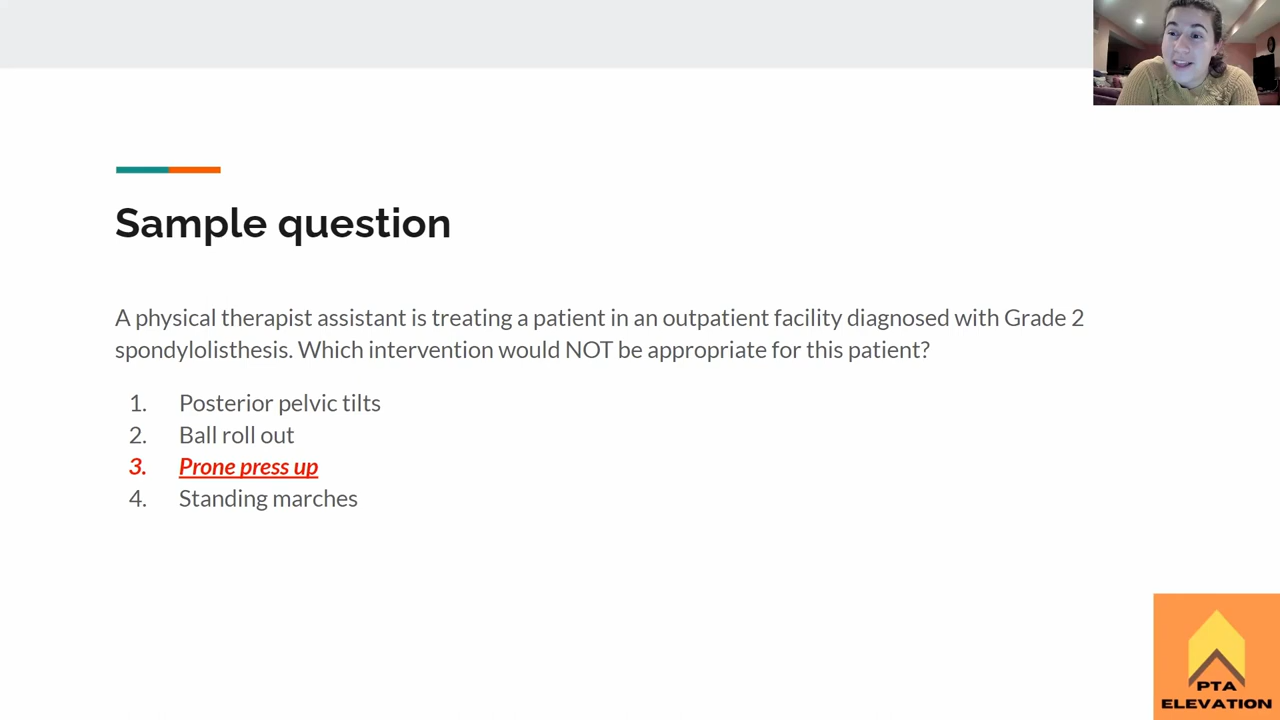 Sample question
A physical therapist assistant is treating a patient in an outpatient facility diagnosed with Grade 2
spondylolisthesis. Which intervention would NOT be appropriate for this patient?
1. Posterior pelvic tilts
2. Ball roll out
3. Prone press up
4. Standing marches
PTA
ELEVATION